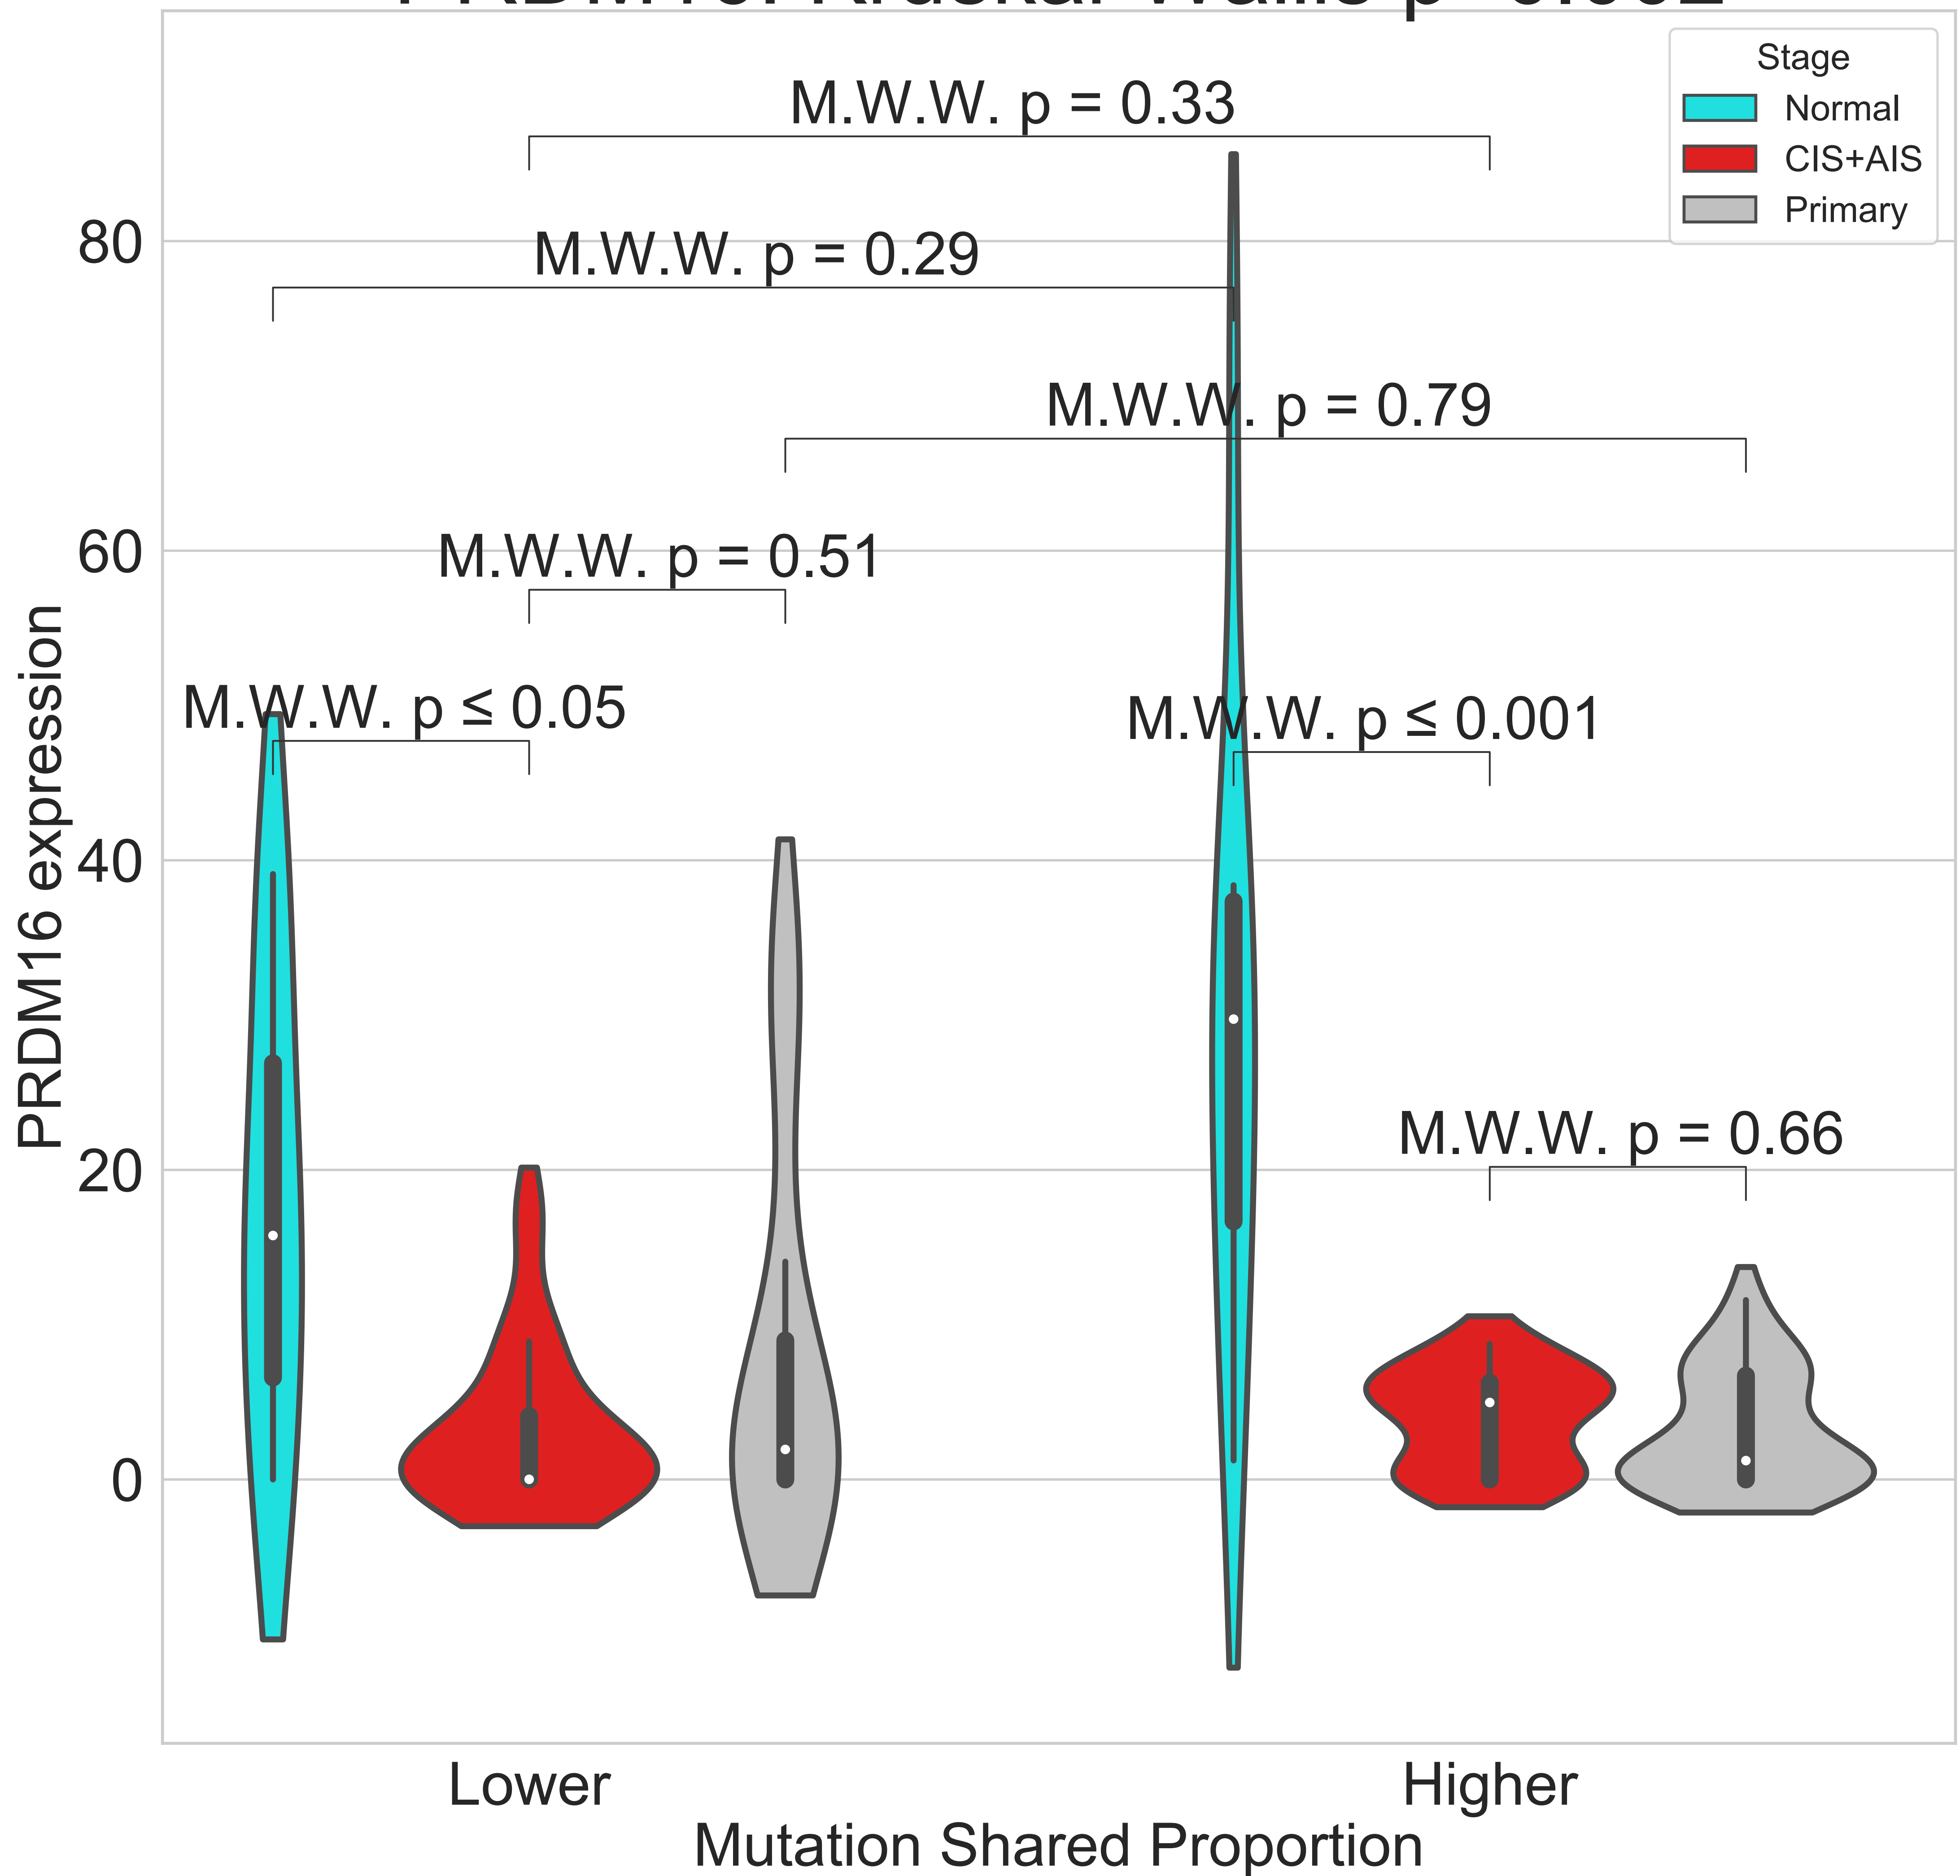 Stage
Normal
CIS+AIS
Primary
M.W.W. p = 0.33
M.W.W. p = 0.29
M.W.W. p = 0.79
M.W.W. p = 0.51
M.W.W. p ≤ 0.05
M.W.W. p ≤ 0.001
M.W.W. p = 0.66
80
60
40
20
0
PRDM16 expression
Lower
Higher
Mutation Shared Proportion